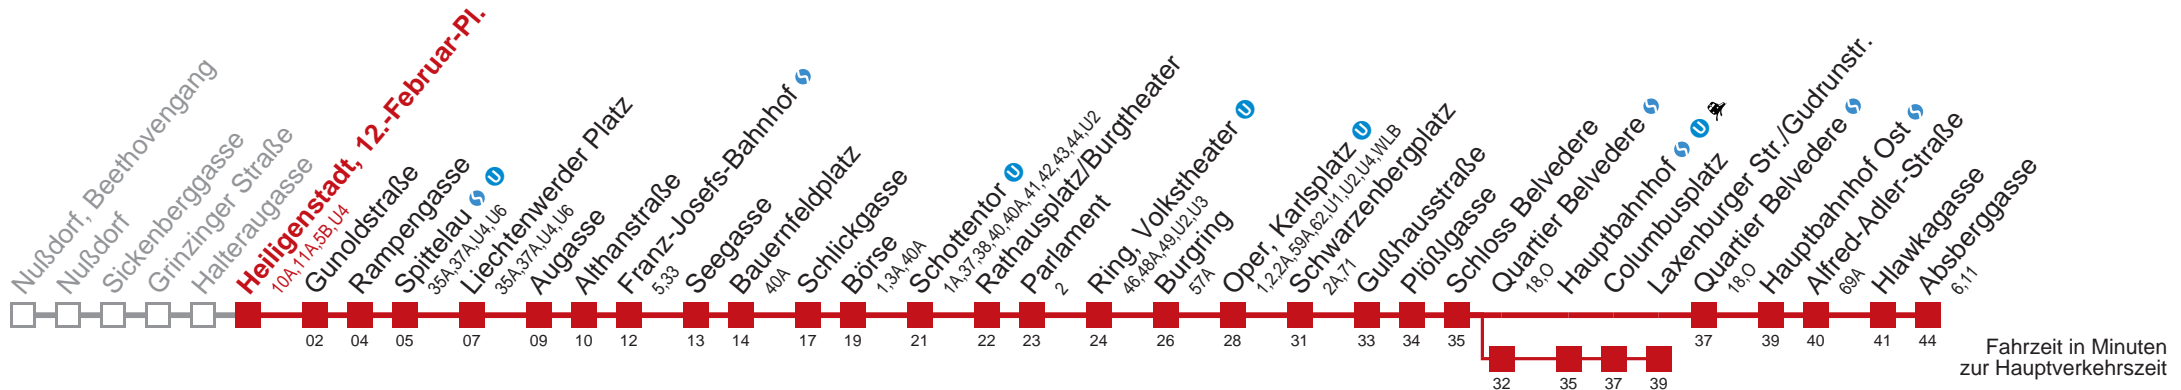 Nußdorf, Beethovengang
Nußdorf
Sickenberggasse
Grinzinger Straße
Halteraugasse
Heiligenstadt, 12.-Februar-Pl.
10A,11A,5B,U4
Gunoldstraße
02
Rampengasse
04
Spittelau S U
35A,37A,U4,U6
05
Liechtenwerder Platz
35A,37A,U4,U6
07
Augasse
09
Althanstraße
10
Franz-Josefs-Bahnhof S
5,33
12
Seegasse
13
Bauernfeldplatz
40A
14
Schlickgasse
17
Börse
1,3A,40A
19
Schottentor U
1A,37,38,40,40A,41,42,43,44,U2
21
Rathausplatz/Burgtheater
22
Parlament
2
23
Ring, Volkstheater U
46,48A,49,U2,U3
24
Burgring
57A
26
Oper, Karlsplatz U
1,2,2A,59A,62,U1,U2,U4,WLB
28
Schwarzenbergplatz
2A,71
31
Gußhausstraße
33
Plößlgasse
34
Schloss Belvedere
35
Quartier Belvedere S
18,O
32
Hauptbahnhof S U
35
Columbusplatz
37
Laxenburger Str./Gudrunstr.
39
Quartier Belvedere S
18,O
37
Hauptbahnhof Ost S
39
Alfred-Adler-Straße
69A
40
Hlawkagasse
41
Absberggasse
6,11
44
Fahrzeit in Minuten
zur Hauptverkehrszeit